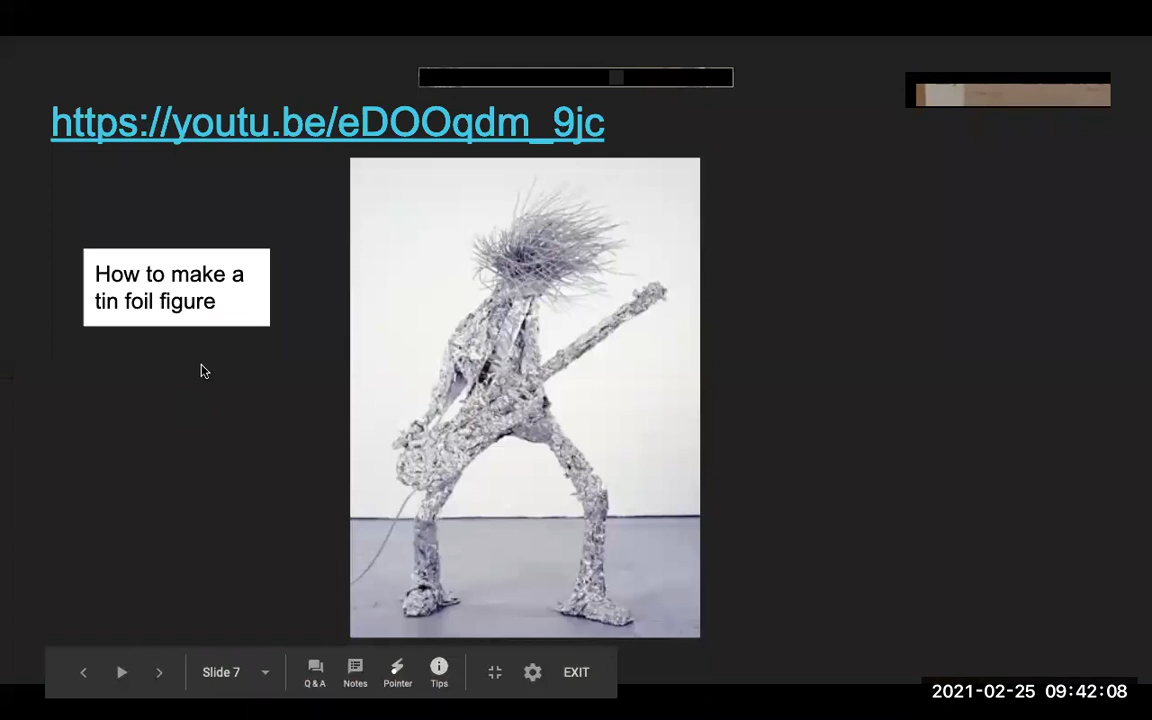 https://youtu.be/eDOOqdm_9jc
How to make a
tin foil figure
Slide 7
Q & A
Notes
Pointer
Tips
EXIT
2021-02-25 09:42:08